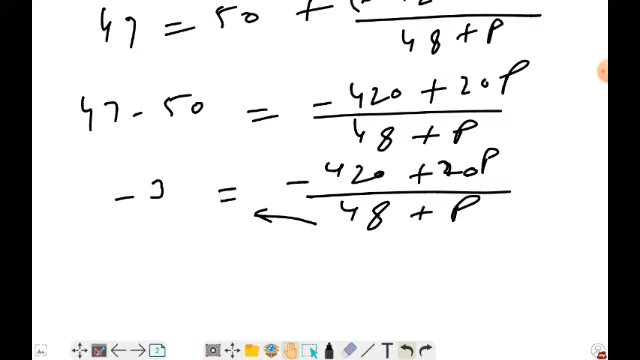 47 = 50 +
48 + P
47 - 50 = - 420 + 20P
48 + P
- 3 = - 420 + 20P
48 + P